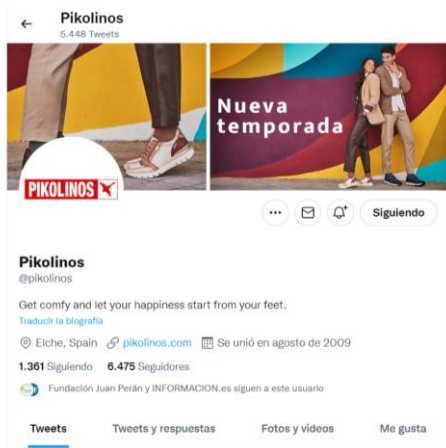 Pikolinos
5.448 Tweets
Nueva
temporada
PIKOLINOS
Siguiendo
Pikolinos
@pikolinos
Get comfy and let your happiness start from your feet.
Traducir la biografía
Elche, Spain pikolinos.com Se unió en agosto de 2009
1.361 Siguiendo 6.475 Seguidores
Fundación Juan Perán y INFORMACION.es siguen a este usuario
Tweets Tweets y respuestas Fotos y vídeos Me gusta